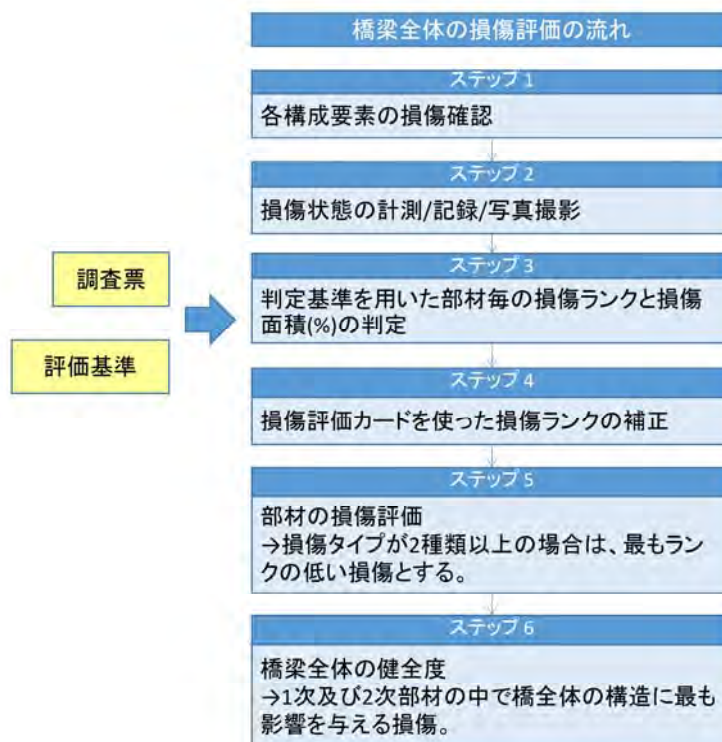 橋梁全体の損傷評価の流れ
ステップ 1
各構成要素の損傷確認
ステップ 2
損傷状態の計測/記録/写真撮影
調査票
評価基準
ステップ 3
判定基準を用いた部材毎の損傷ランクと損傷
面積(%)の判定
ステップ 4
損傷評価カードを使った損傷ランクの補正
ステップ 5
部材の損傷評価
→損傷タイプが2種類以上の場合は、最もラン
クの低い損傷とする。
ステップ 6
橋梁全体の健全度
→1次及び2次部材の中で橋全体の構造に最も
影響を与える損傷。